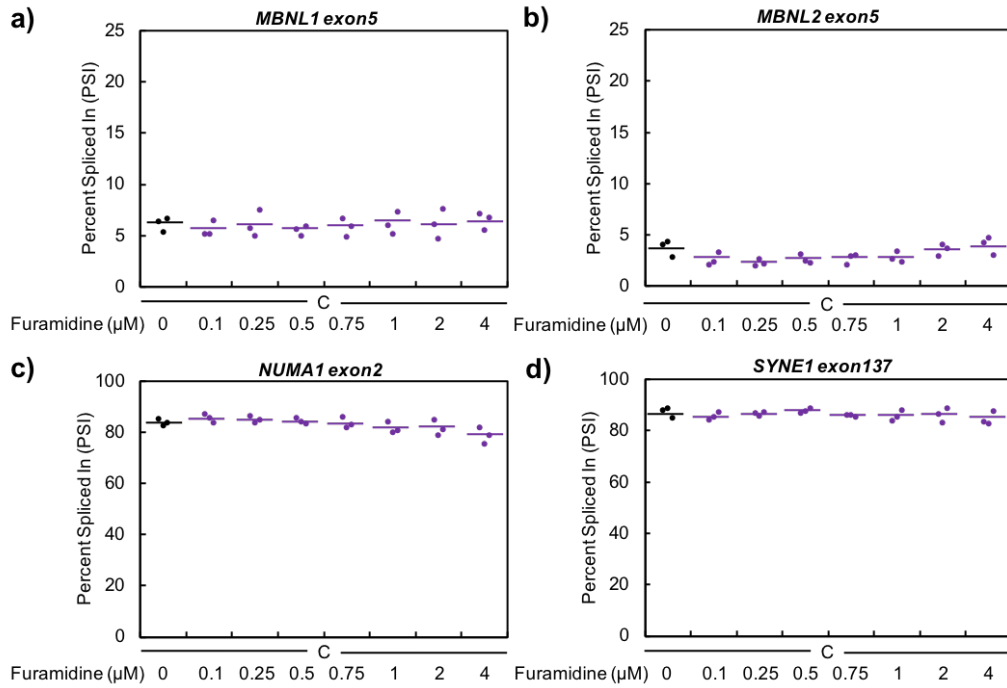 a)
MBNL1 exon5
Percent Spliced In (PSI)
25
20
15
10
5
0
C
Furamidine (µM) 0 0.1 0.25 0.5 0.75 1 2 4
b)
MBNL2 exon5
Percent Spliced In (PSI)
25
20
15
10
5
0
C
Furamidine (µM) 0 0.1 0.25 0.5 0.75 1 2 4
c)
NUMA1 exon2
Percent Spliced In (PSI)
100
80
60
40
20
0
C
Furamidine (µM) 0 0.1 0.25 0.5 0.75 1 2 4
d)
SYNE1 exon137
Percent Spliced In (PSI)
100
80
60
40
20
0
C
Furamidine (µM) 0 0.1 0.25 0.5 0.75 1 2 4